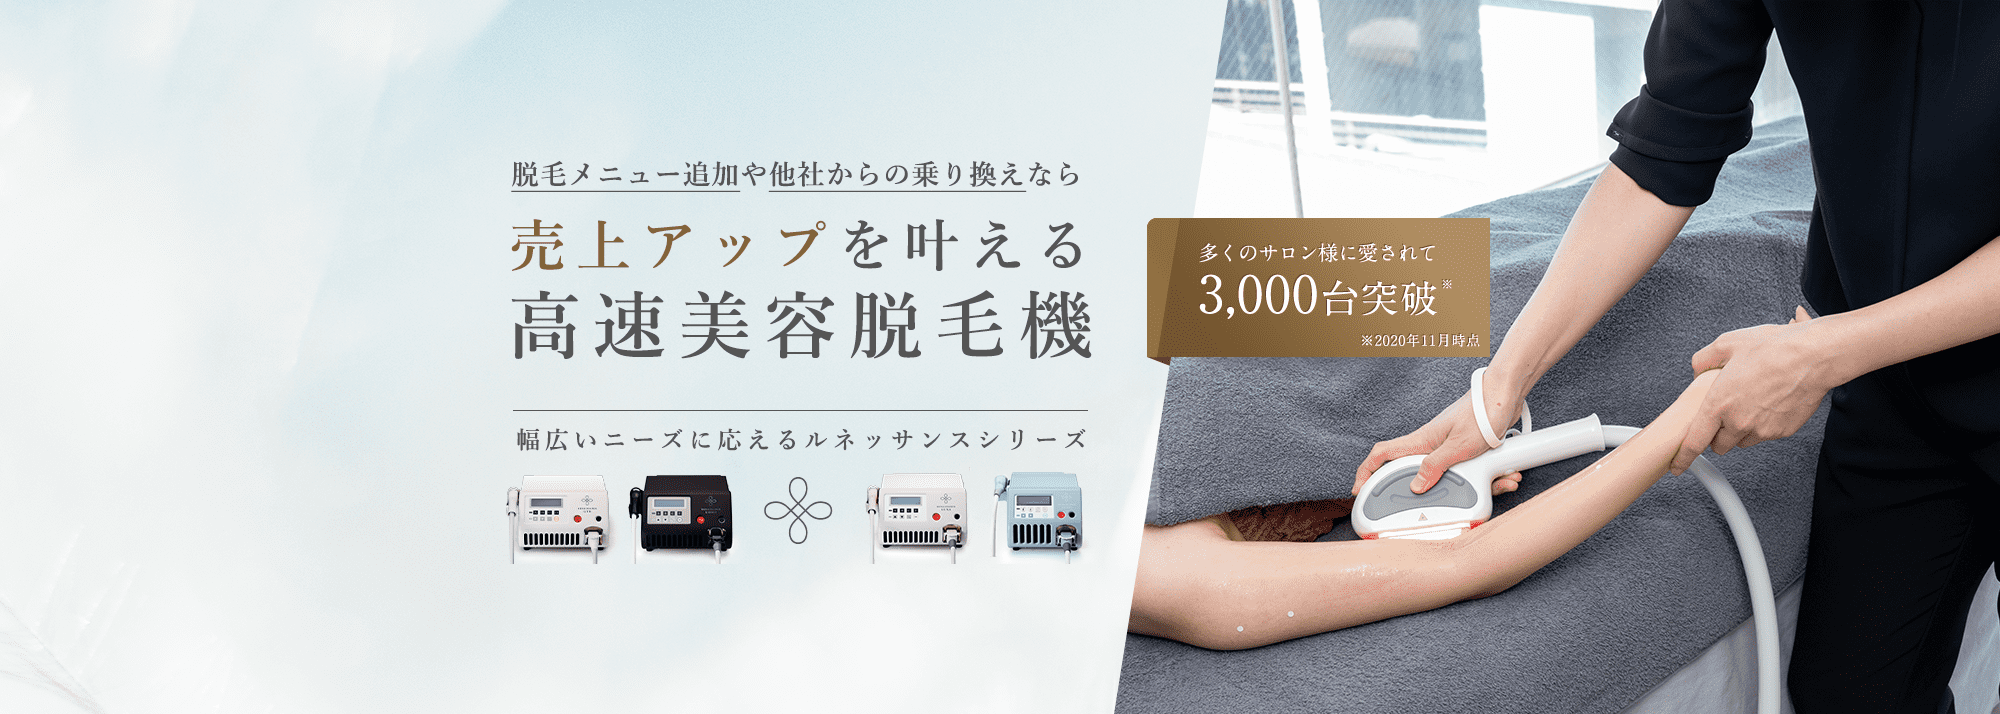 脱毛メニュー追加や他社からの乗り換えなら
売上アップを叶える
高速美容脱毛機
幅広いニーズに応えるルネッサンスシリーズ
多くのサロン様に愛されて
3,000台突破※
※2020年11月時点